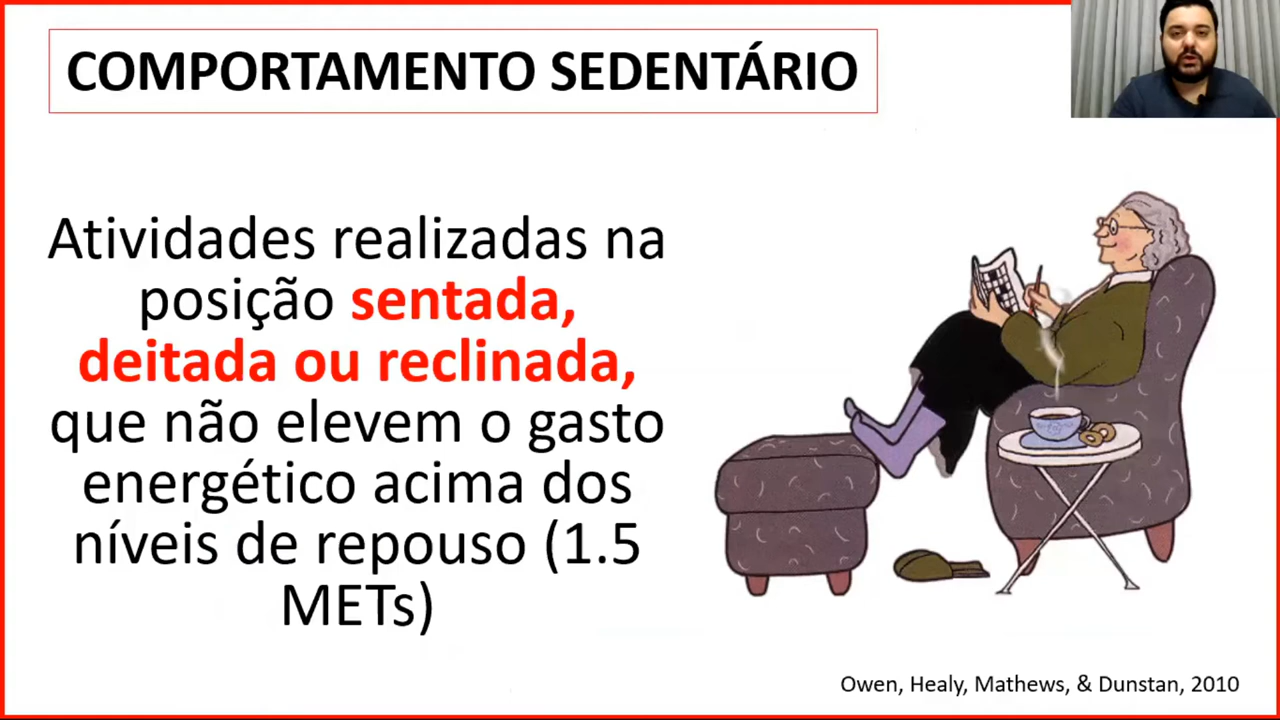 COMPORTAMENTO SEDENTÁRIO
Atividades realizadas na
posição sentada,
deitada ou reclinada,
que não elevem o gasto
energético acima dos
níveis de repouso (1.5
METs)
Owen, Healy, Mathews, & Dunstan, 2010